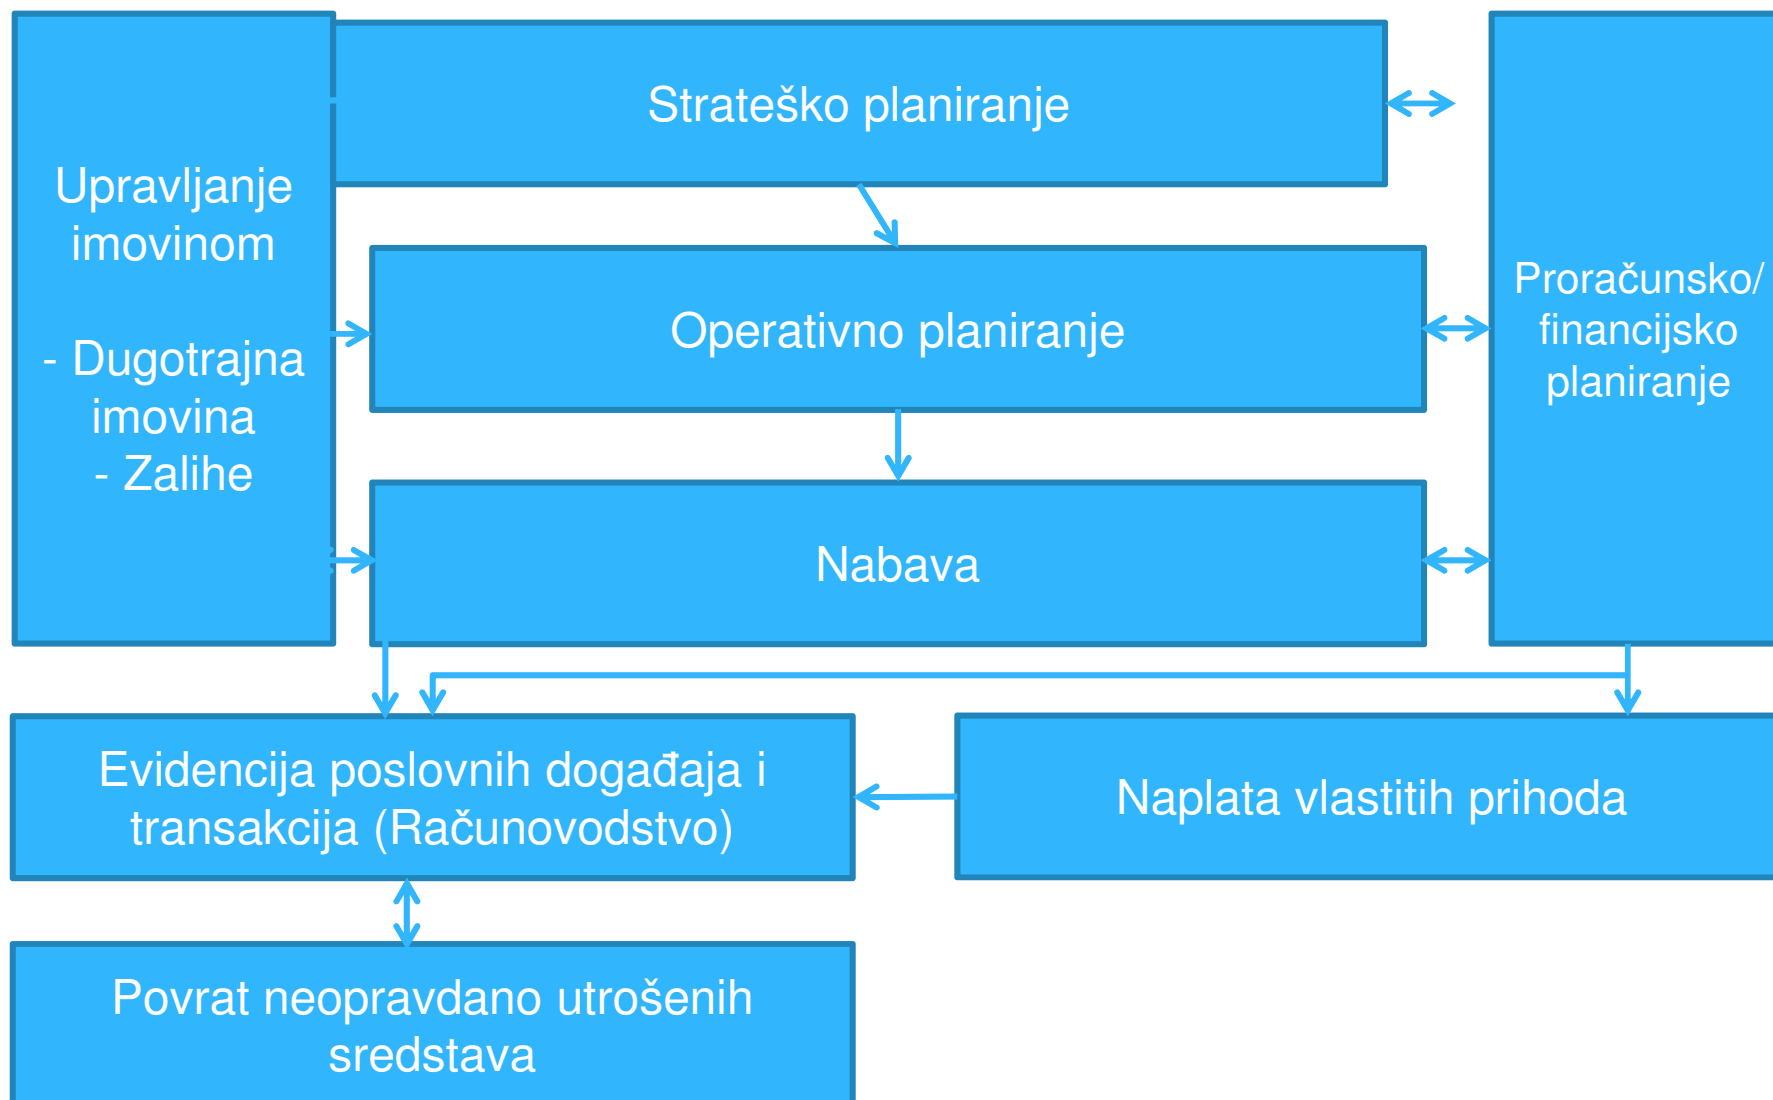 Strateško planiranje
Upravljanje
imovinom
- Dugotrajna
imovina
- Zalihe
Operativno planiranje
Proračunsko/
financijsko
planiranje
Nabava
Evidencija poslovnih događaja i
transakcija (Računovodstvo)
Naplata vlastitih prihoda
Povrat neopravdano utrošenih
sredstava